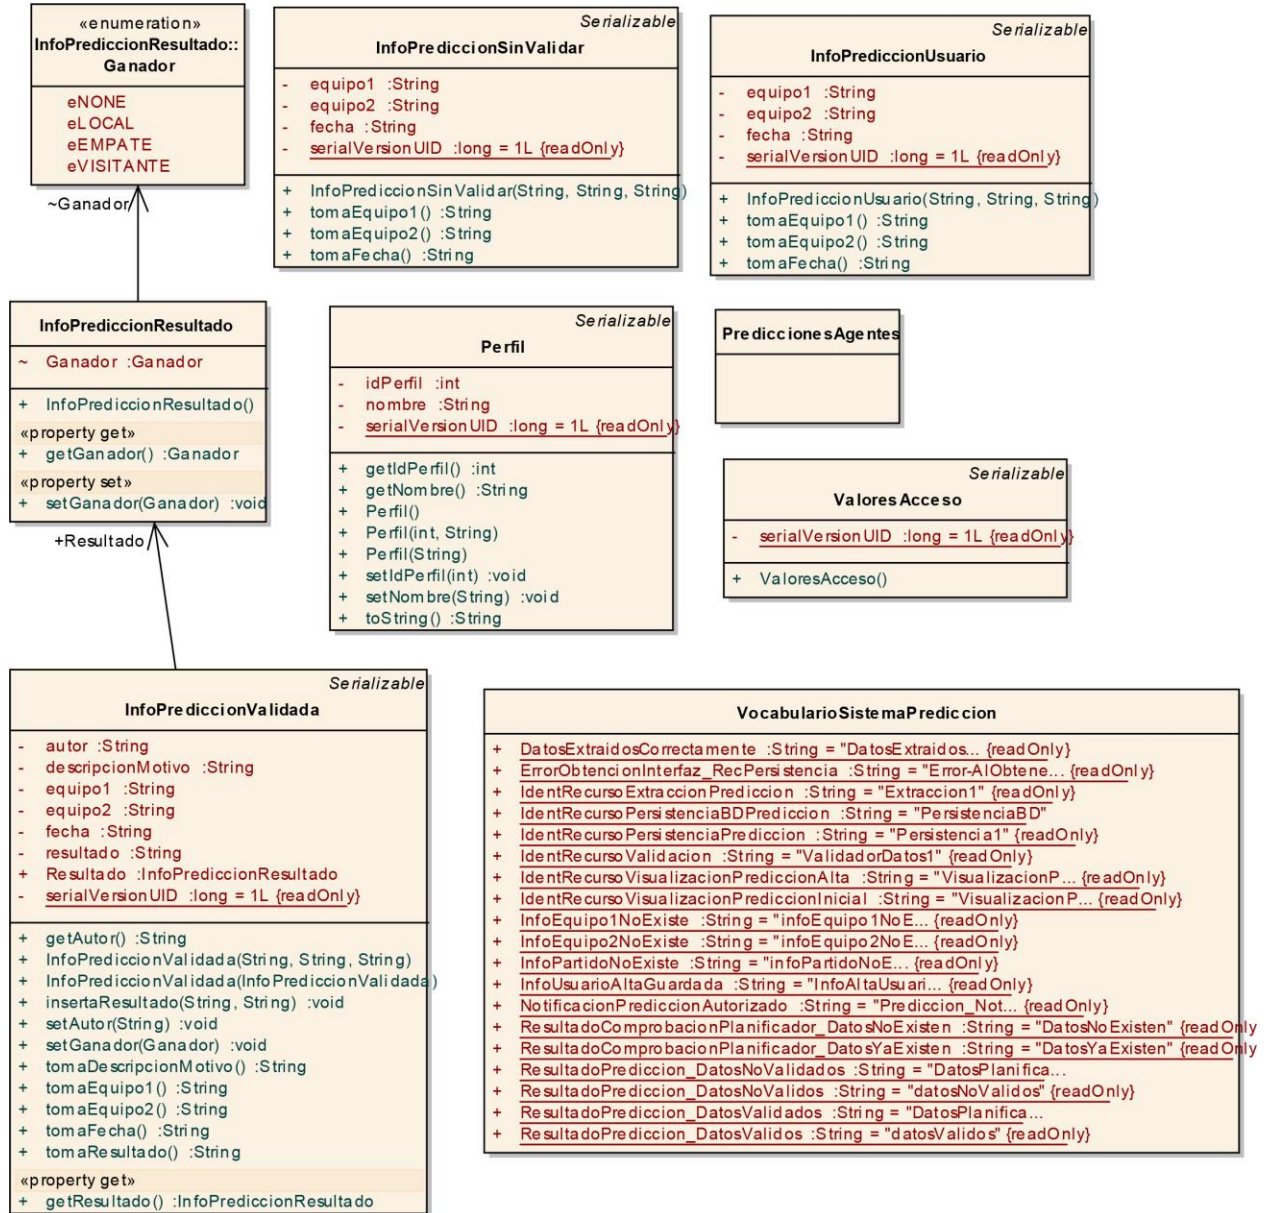 «enumeration»
InfoPrediccionResultado::
Ganador
eNONE
eLOCAL
eEMPATE
eVISITANTE
~Ganador
Serializable
InfoPrediccionSinValidar
- equipo1 :String
- equipo2 :String
- fecha :String
- serialVersionUID :long = 1L {readOnly}
+ InfoPrediccionSinValidar(String, String, String)
+ tomaEquipo1() :String
+ tomaEquipo2() :String
+ tomaFecha() :String
Serializable
InfoPrediccionUsuario
- equipo1 :String
- equipo2 :String
- fecha :String
- serialVersionUID :long = 1L {readOnly}
+ InfoPrediccionUsuario(String, String, String)
+ tomaEquipo1() :String
+ tomaEquipo2() :String
+ tomaFecha() :String
InfoPrediccionResultado
~ Ganador :Ganador
+ InfoPrediccionResultado()
«property get»
+ getGanador() :Ganador
«property set»
+ setGanador(Ganador) :void
+Resultado
Serializable
Perfil
- idPerfil :int
- nombre :String
- serialVersionUID :long = 1L {readOnly}
+ getIdPerfil() :int
+ getNombre() :String
+ Perfil()
+ Perfil(int, String)
+ Perfil(String)
+ setIdPerfil(int) :void
+ setNombre(String) :void
+ toString() :String
PrediccionesAgentes
Serializable
ValoresAcceso
- serialVersionUID :long = 1L {readOnly}
+ ValoresAcceso()
Serializable
InfoPrediccionValidada
- autor :String
- descripcionMotivo :String
- equipo1 :String
- equipo2 :String
- fecha :String
- resultado :String
+ Resultado :InfoPrediccionResultado
- serialVersionUID :long = 1L {readOnly}
+ getAutor() :String
+ InfoPrediccionValidada(String, String, String)
+ InfoPrediccionValidada(InfoPrediccionValidada)
+ insertaResultado(String, String) :void
+ setAutor(String) :void
+ setGanador(Ganador) :void
+ tomaDescripcionMotivo() :String
+ tomaEquipo1() :String
+ tomaEquipo2() :String
+ tomaFecha() :String
+ tomaResultado() :String
«property get»
+ getResultado() :InfoPrediccionResultado
VocabularioSistemaPrediccion
+ DatosExtraidosCorrectamente :String = "DatosExtraidos... {readOnly}
+ ErrorObtencionInterfaz_RecPersistencia :String = "Error-AlObtene... {readOnly}
+ IdentRecursoExtraccionPrediccion :String = "Extraccion1" {readOnly}
+ IdentRecursoPersistenciaBDPrediccion :String = "PersistenciaBD"
+ IdentRecursoPersistenciaPrediccion :String = "Persistencia1" {readOnly}
+ IdentRecursoValidacion :String = "ValidadorDatos1" {readOnly}
+ IdentRecursoVisualizacionPrediccionAlta :String = "VisualizacionP... {readOnly}
+ IdentRecursoVisualizacionPrediccionInicial :String = "VisualizacionP... {readOnly}
+ InfoEquipo1NoExiste :String = "infoEquipo1NoE... {readOnly}
+ InfoEquipo2NoExiste :String = "infoEquipo2NoE... {readOnly}
+ InfoPartidoNoExiste :String = "infoPartidoNoE... {readOnly}
+ InfoUsuarioAltaGuardada :String = "InfoAltaUsuari... {readOnly}
+ NotificacionPrediccionAutorizado :String = "Prediccion_Not... {readOnly}
+ ResultadoComprobacionPlanificador_DatosNoExisten :String = "DatosNoExisten" {readOnly
+ ResultadoComprobacionPlanificador_DatosYaExisten :String = "DatosYaExisten" {readOnly
+ ResultadoPrediccion_DatosNoValidados :String = "DatosPlanifica...
+ ResultadoPrediccion_DatosNoValidos :String = "datosNoValidos" {readOnly}
+ ResultadoPrediccion_DatosValidados :String = "DatosPlanifica...
+ ResultadoPrediccion_DatosValidos :String = "datosValidos" {readOnly}